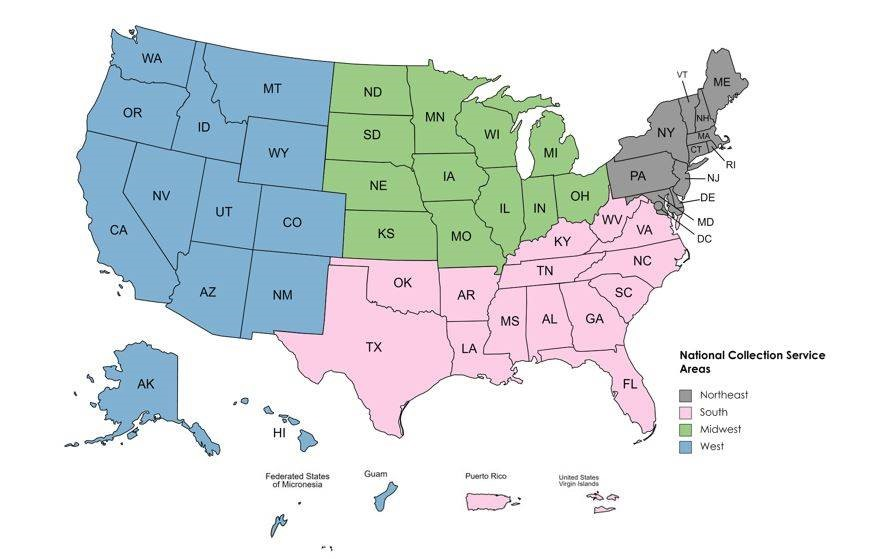 WA
MT
ND
MN
OR
ID
SD
WI
MI
WY
NE
IA
NV
UT
CO
CA
KS
MO
IL
IN
OH
AZ
NM
OK
AR
TX
LA
MS
AL
GA
FL
TN
KY
WV
VA
NC
SC
VT
ME
NH
NY
MA
CT
RI
PA
NJ
DE
MD
DC
AK
HI
National Collection Service
Areas
Northeast
South
Midwest
West
Federated States
of Micronesia
Guam
Puerto Rico
United States
Virgin Islands